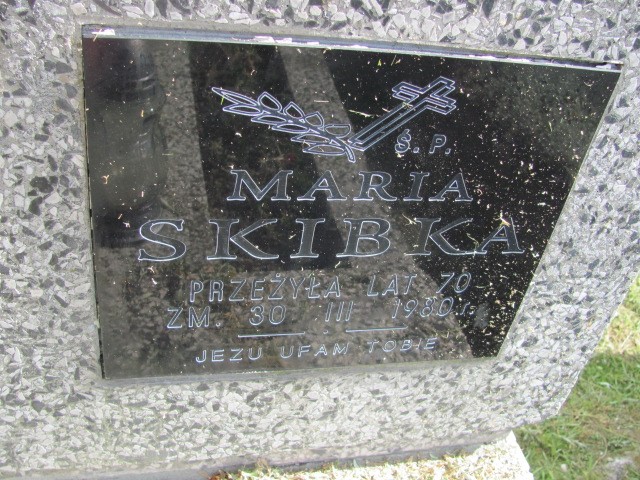 Ś. P.
MARIA
SKIBKA
PRZEŻYŁA LAT 70
ZM. 30 III 1980 r.
JEZU UFAM TOBIE